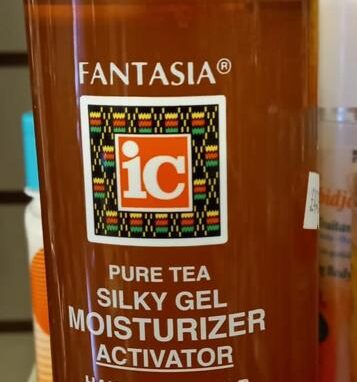 FANTASIA®
ic
PURE TEA
SILKY GEL
MOISTURIZER
ACTIVATOR